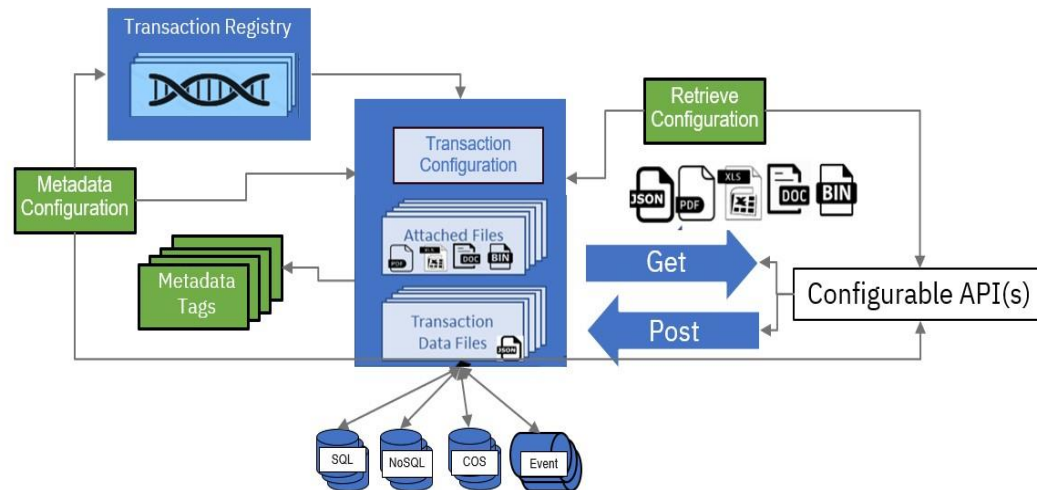 Transaction Registry
Transaction
Configuration
Retrieve
Configuration
Metadata
Configuration
JSON
PDF
XLS
DOC
BIN
Attached Files
PDF
XLS
DOC
BIN
Get
Metadata
Tags
Configurable API(s)
Transaction
Data Files
JSON
Post
SQL
NoSQL
COS
Event